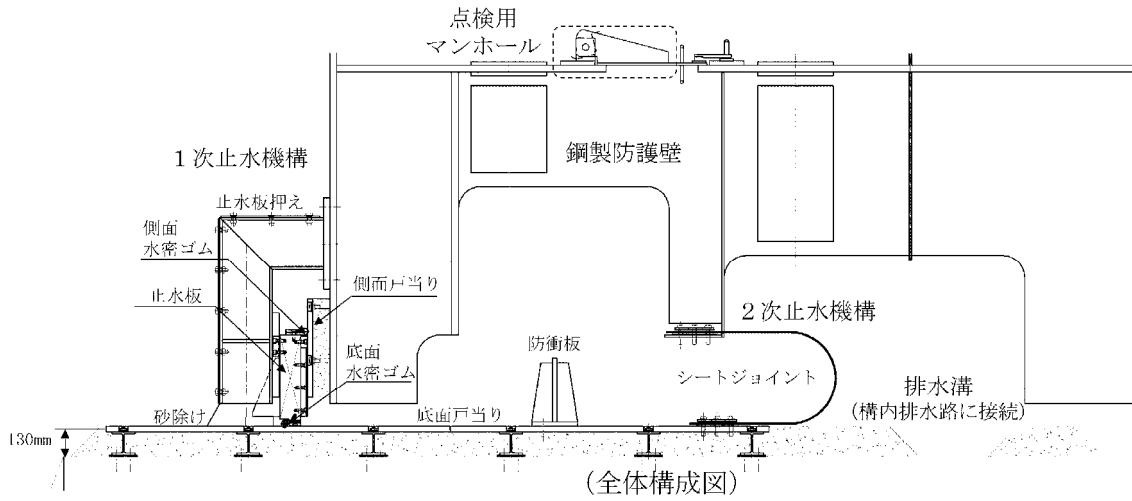 点検用
マンホール
1次止水機構
鋼製防護壁
止水板押え
側面
水密ゴム
止水板
側面戸当り
底面
水密ゴム
2次止水機構
防衝板
シートジョイント
排水溝
(構内排水路に接続)
砂除け
底面戸当り
130mm
(全体構成図)